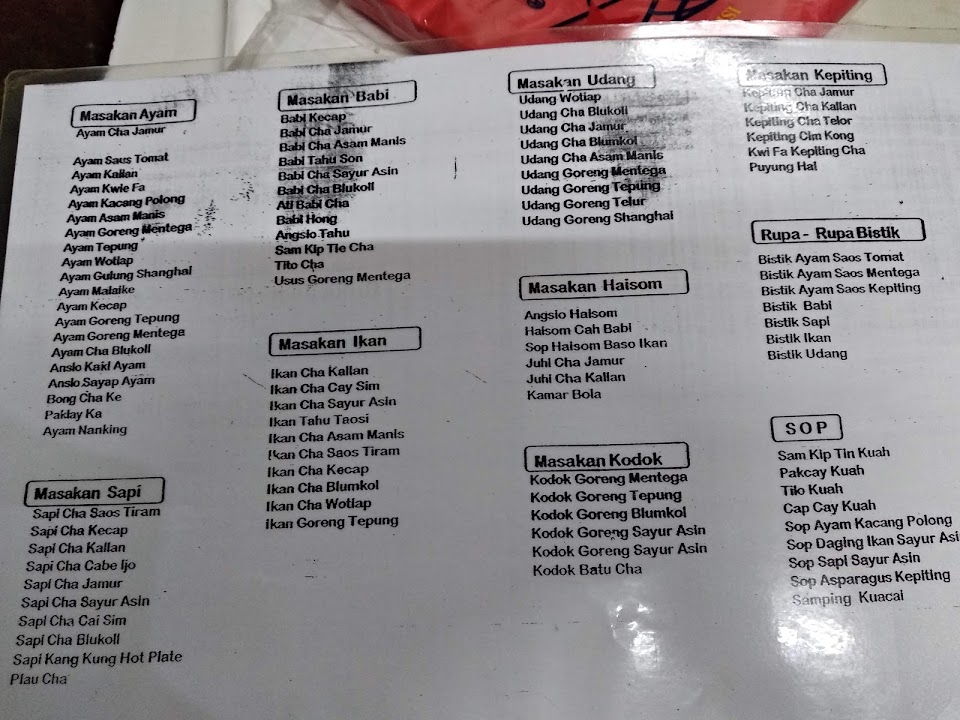 Masakan Ayam
Ayam Cha Jamur
Ayam Saos Tomat
Ayam Kailan
Ayam Kwie Fa
Ayam Kacang Polong
Ayam Asam Manis
Ayam Goreng Mentega
Ayam Tepung
Ayam Wotiap
Ayam Gulung Shanghai
Ayam Malaike
Ayam Kecap
Ayam Goreng Tepung
Ayam Goreng Mentega
Ayam Cha Blukoli
Ansio Kaki Ayam
Ansio Sayap Ayam
Bong Cha Ke
Paklay Ka
Ayam Nanking
Masakan Sapi
Sapi Cha Saos Tiram
Sapi Cha Kecap
Sapi Cha Kallan
Sapi Cha Cabe Ijo
Sapi Cha Jamur
Sapi Cha Sayur Asin
Sapi Cha Cai Sim
Sapi Cha Blukoli
Sapi Kang Kung Hot Plate
Plau Cha
Masakan Babi
Babi Kecap
Babi Cha Jamur
Babi Cha Asam Manis
Babi Tahu Son
Babi Cha Sayur Asin
Babi Cha Blukoli
Ati Babi Cha
Babi Hong
Angsio Tahu
Sam Kip Tie Cha
Tito Cha
Usus Goreng Mentega
Masakan Ikan
Ikan Cha Kallan
Ikan Cha Cay Sim
Ikan Cha Sayur Asin
Ikan Tahu Taosi
Ikan Cha Asam Manis
Ikan Cha Saos Tiram
Ikan Cha Kecap
Ikan Cha Blumkol
Ikan Cha Wotiap
Ikan Goreng Tepung
Masakan Udang
Udang Wotiap
Udang Cha Blukoli
Udang Cha Jamur
Udang Cha Blumkol
Udang Cha Asam Manis
Udang Goreng Mentega
Udang Goreng Tepung
Udang Goreng Telur
Udang Goreng Shanghai
Masakan Haisom
Angsio Haisom
Haisom Cah Babi
Sop Haisom Baso Ikan
Juhi Cha Jamur
Juhi Cha Kallan
Kamar Bola
Masakan Kodok
Kodok Goreng Mentega
Kodok Goreng Tepung
Kodok Goreng Blumkol
Kodok Goreng Sayur Asin
Kodok Goreng Sayur Asin
Kodok Batu Cha
Masakan Kepiting
Kepiting Cha Jamur
Kepiting Cha Kallan
Kepiting Cha Telor
Kepiting Cim Kong
Kwi Fa Kepiting Cha
Puyung Hai
Rupa - Rupa Bistik
Bistik Ayam Saos Tomat
Bistik Ayam Saos Mentega
Bistik Ayam Saos Kepiting
Bistik Babi
Bistik Sapi
Bistik Ikan
Bistik Udang
SOP
Sam Kip Tin Kuah
Pakcay Kuah
Tilo Kuah
Cap Cay Kuah
Sop Ayam Kacang Polong
Sop Daging Ikan Sayur Asi
Sop Sapi Sayur Asin
Sop Asparagus Kepiting
Samping Kuacai